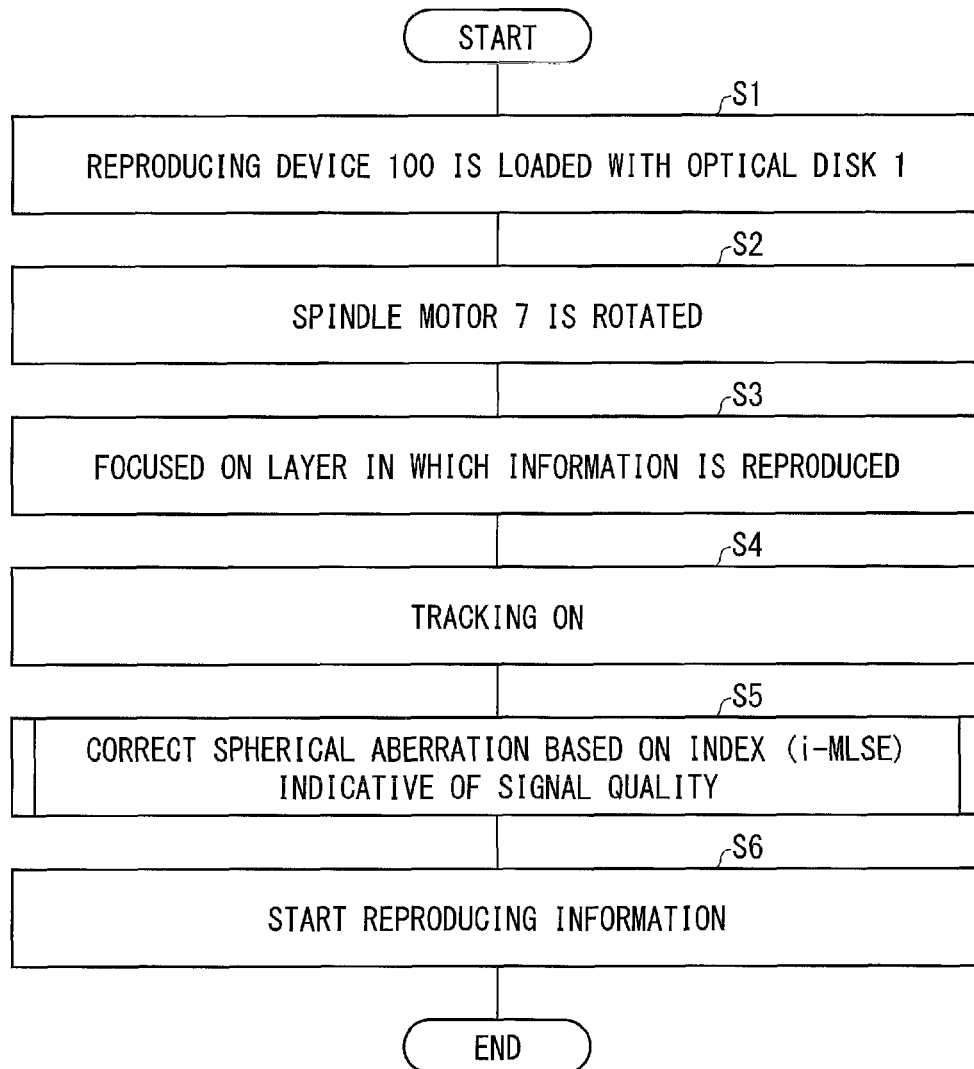 START
S1
REPRODUCING DEVICE 100 IS LOADED WITH OPTICAL DISK 1
S2
SPINDLE MOTOR 7 IS ROTATED
S3
FOCUSED ON LAYER IN WHICH INFORMATION IS REPRODUCED
S4
TRACKING ON
S5
CORRECT SPHERICAL ABERRATION BASED ON INDEX (i-MLSE)
INDICATIVE OF SIGNAL QUALITY
S6
START REPRODUCING INFORMATION
END